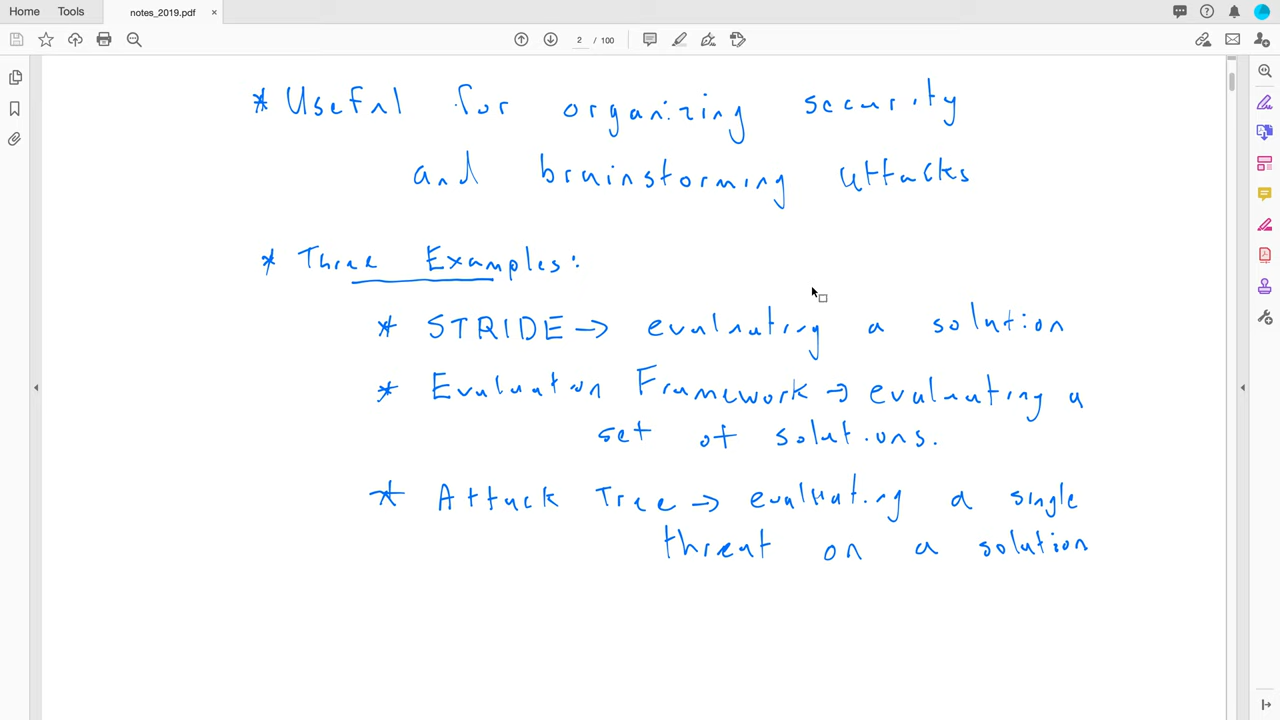 Home Tools notes_2019.pdf ×
2 / 100
* Useful for organizing security
and brainstorming attacks
* Three Examples:
* STRIDE → evaluating a solution
* Evaluation Framework → evaluating a
set of solutions.
* Attack Tree → evaluating a single
threat on a solution